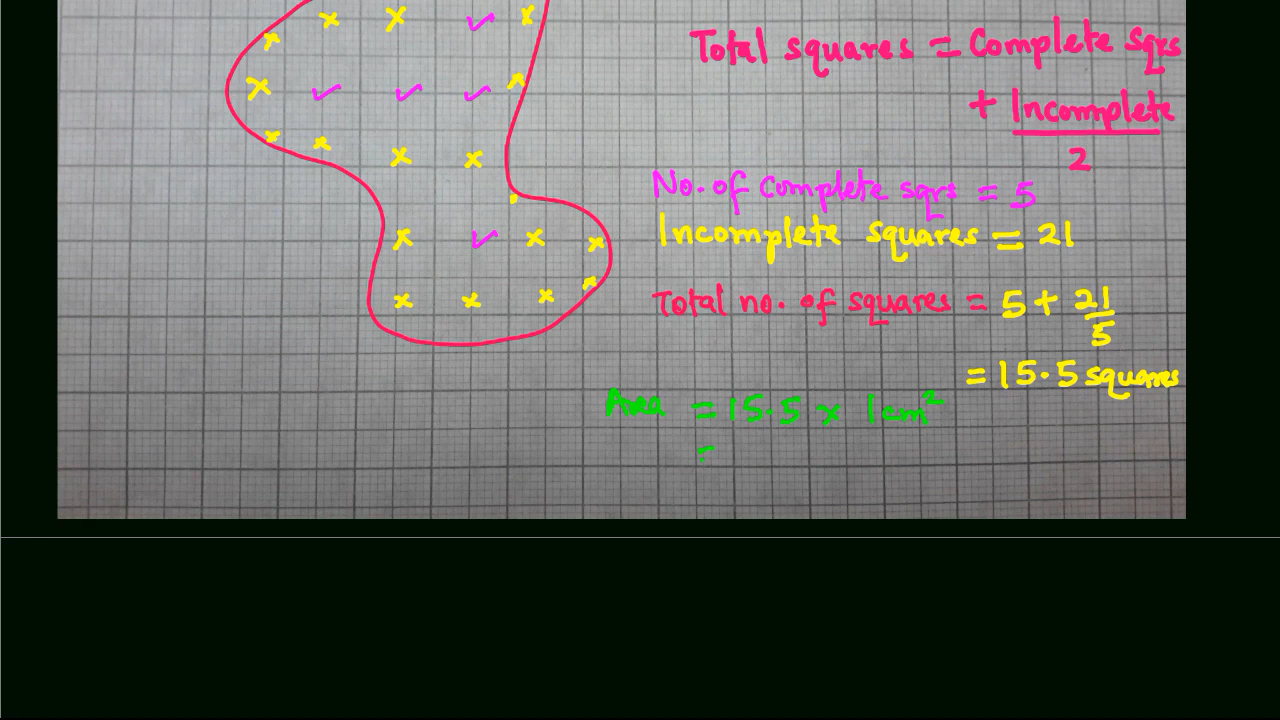 Total squares = Complete sqrs
+ Incomplete
2
No. of Complete sqrs = 5
Incomplete squares = 21
Total no. of squares = 5 + 21
5
= 15.5 squares
Area = 15.5 x 1cm²
=